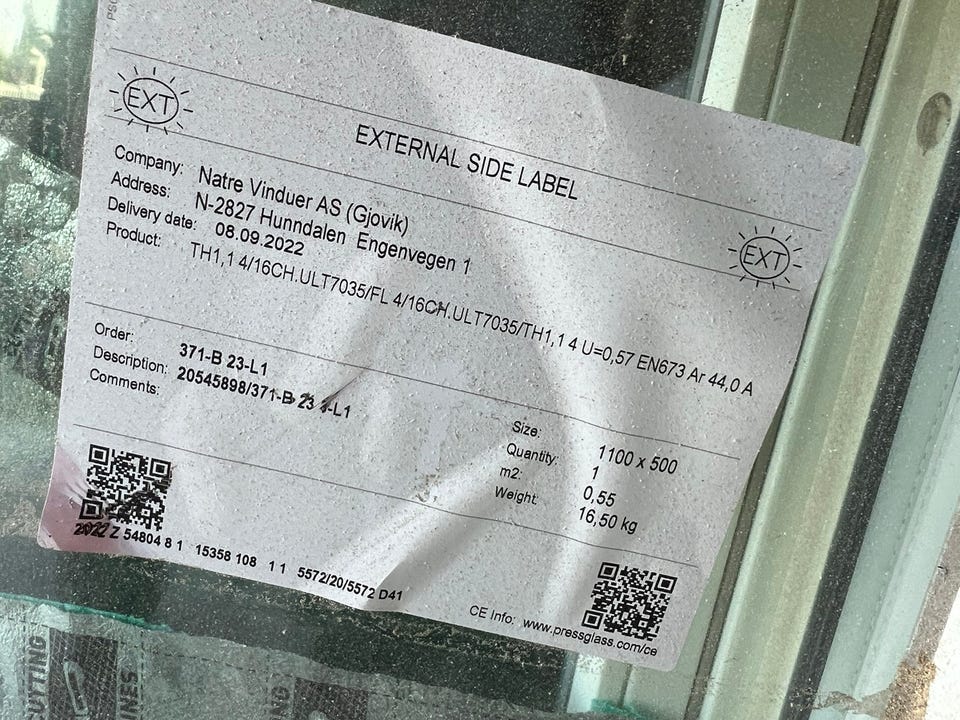 EXT
EXTERNAL SIDE LABEL
EXT
Company: Natre Vinduer AS (Gjovik)
Address: N-2827 Hunndalen Engenvegen 1
Delivery date: 08.09.2022
Product: TH1,1 4/16CH.ULT7035/FL 4/16CH.ULT7035/TH1,1 4 U=0,57 EN673 Ar 44,0 A
Order: 371-B 23-L1
Description: 20545898/371-B 23 -L1
Comments:
Size: 1100 x 500
Quantity: 1
m2: 0,55
Weight: 16,50 kg
2022 Z 54804 8 1 15358 108 1 1 5572/20/5572 D41
CE Info: www.pressglass.com/ce
CUTTING
INES